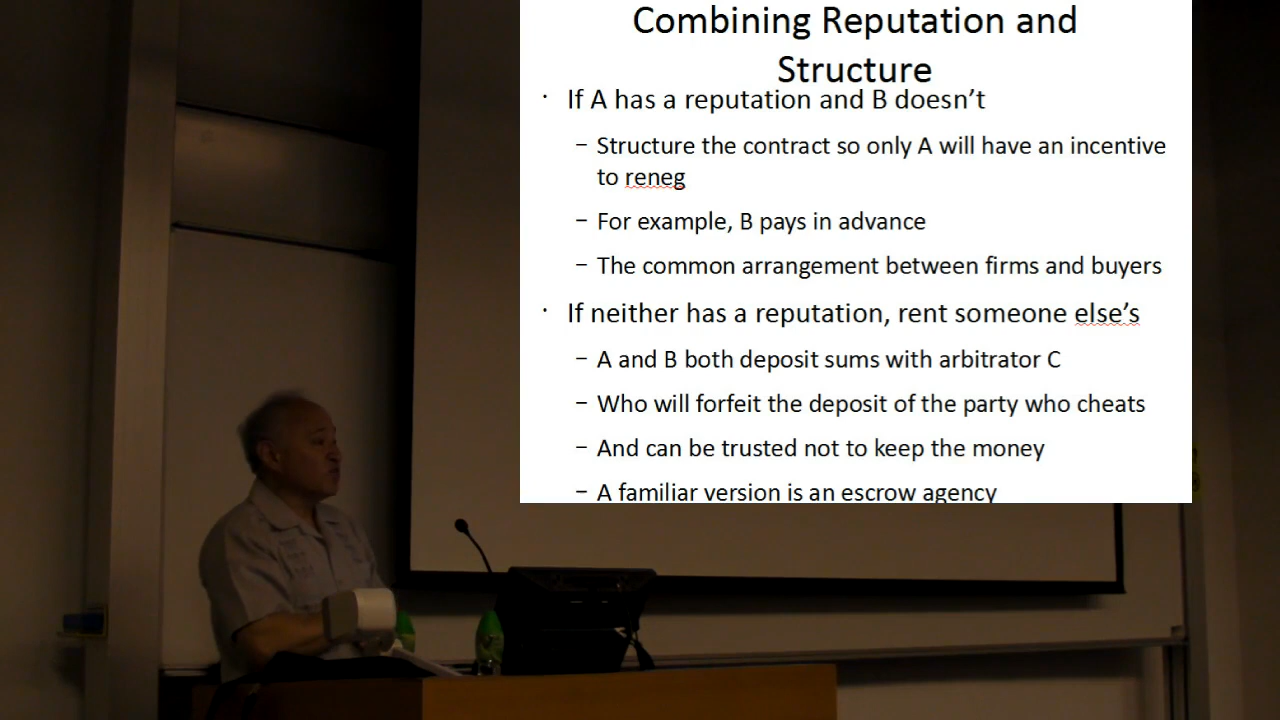 Combining Reputation and
Structure
· If A has a reputation and B doesn’t
– Structure the contract so only A will have an incentive
to reneg
– For example, B pays in advance
– The common arrangement between firms and buyers
· If neither has a reputation, rent someone else’s
– A and B both deposit sums with arbitrator C
– Who will forfeit the deposit of the party who cheats
– And can be trusted not to keep the money
– A familiar version is an escrow agency